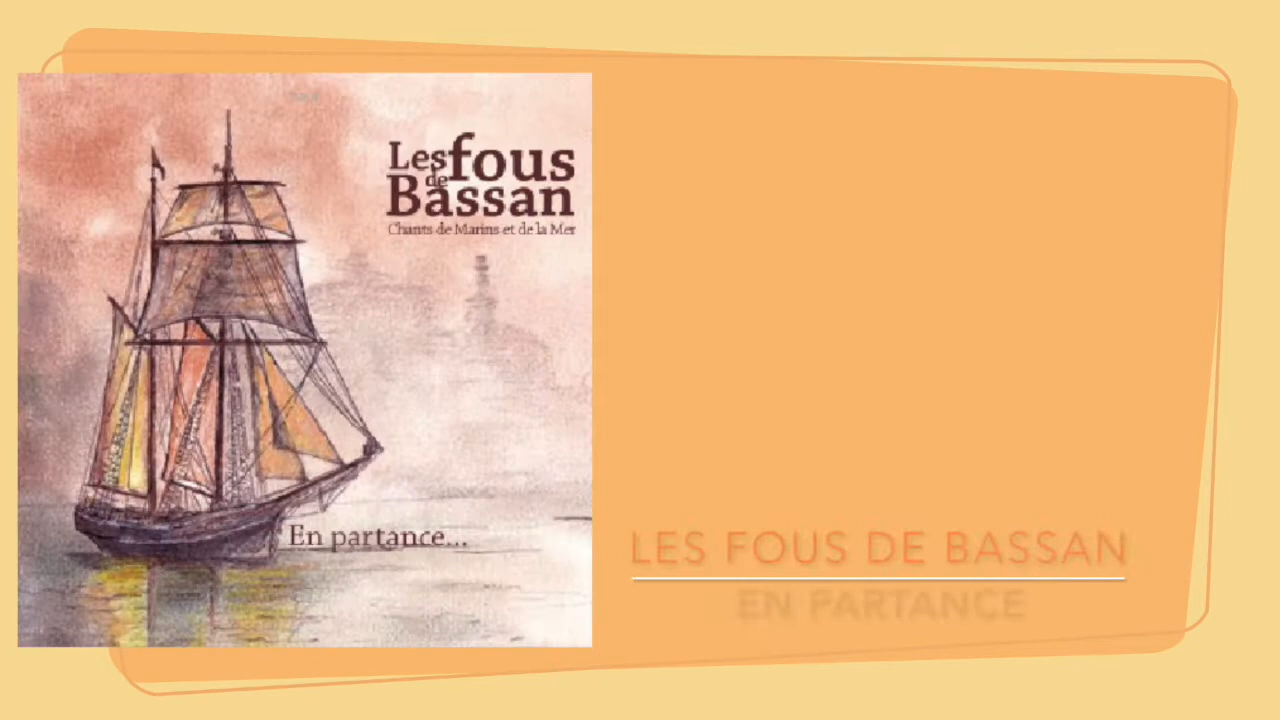 Les fous
de
Bassan
Chants de Marins et de la Mer
En partance...
LES FOUS DE BASSAN
EN PARTANCE